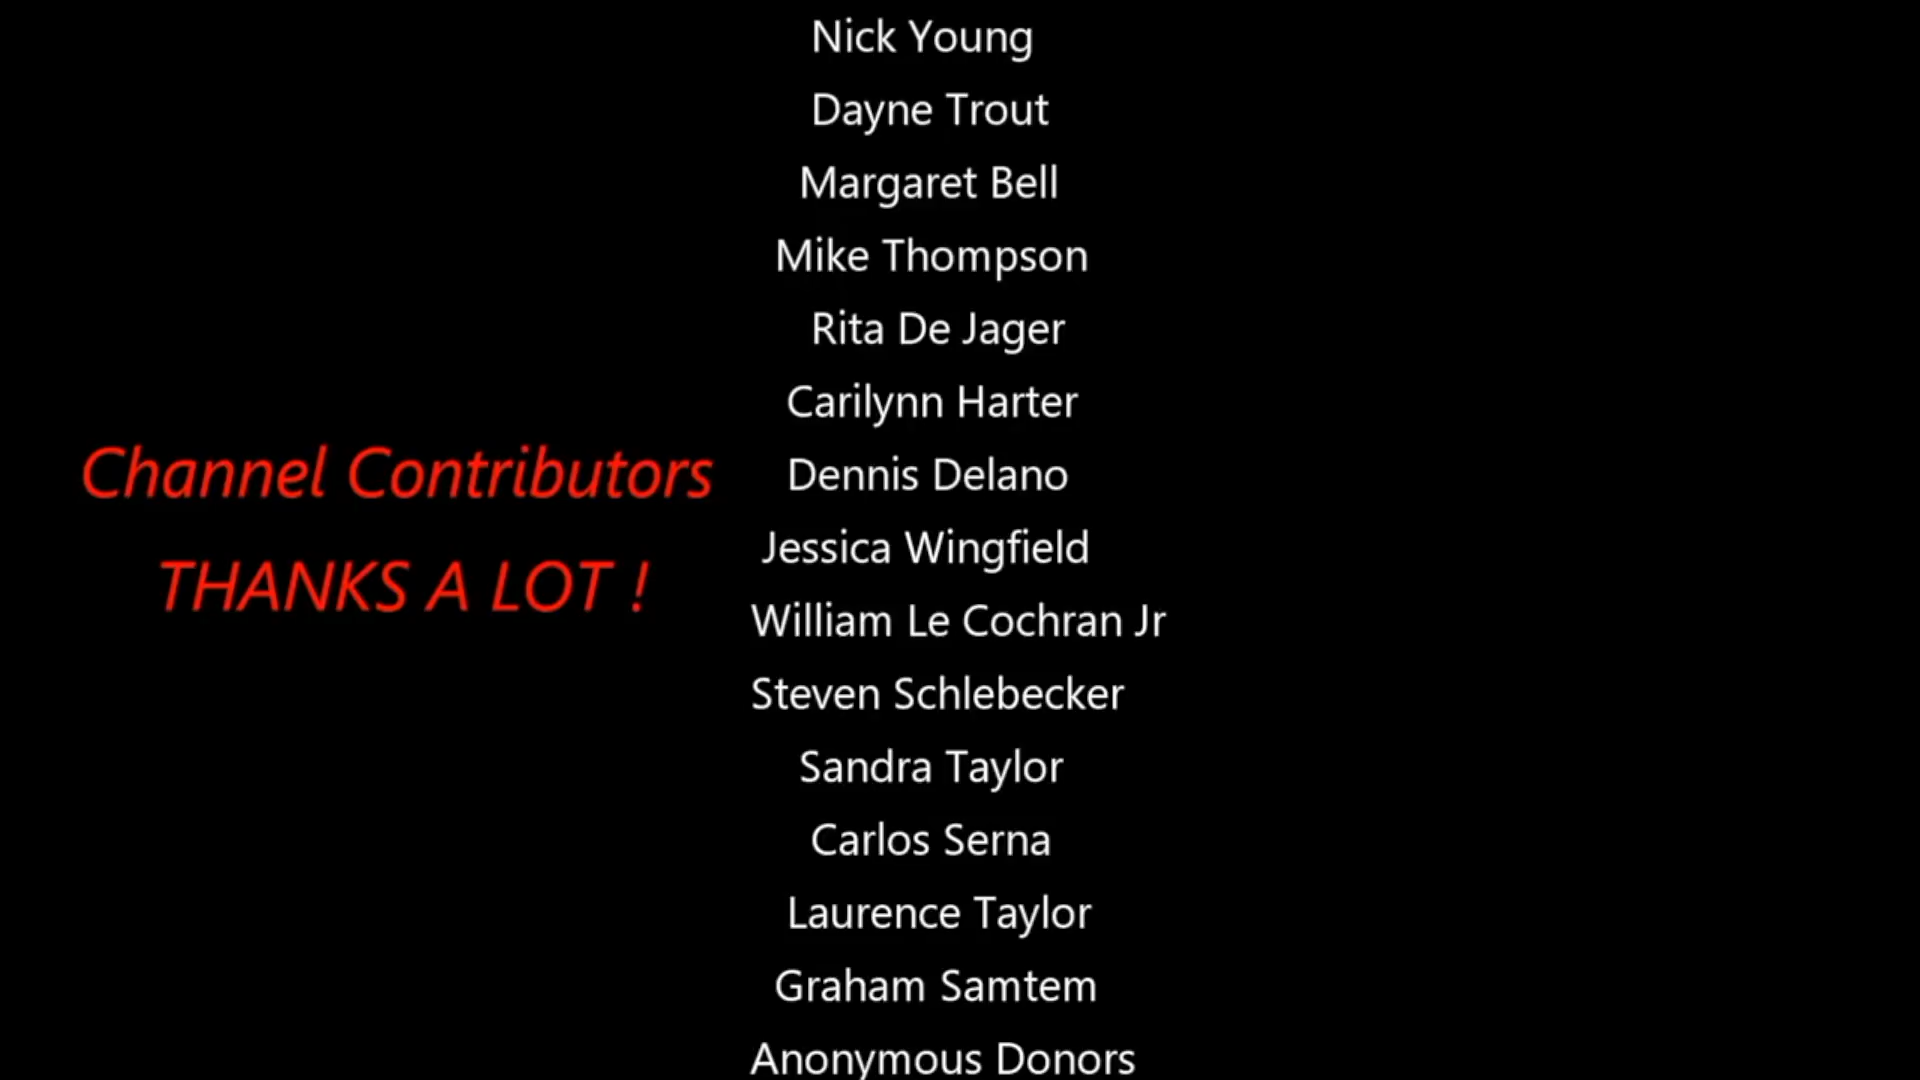 Channel Contributors
THANKS A LOT !
Nick Young
Dayne Trout
Margaret Bell
Mike Thompson
Rita De Jager
Carilynn Harter
Dennis Delano
Jessica Wingfield
William Le Cochran Jr
Steven Schlebecker
Sandra Taylor
Carlos Serna
Laurence Taylor
Graham Samtem
Anonymous Donors